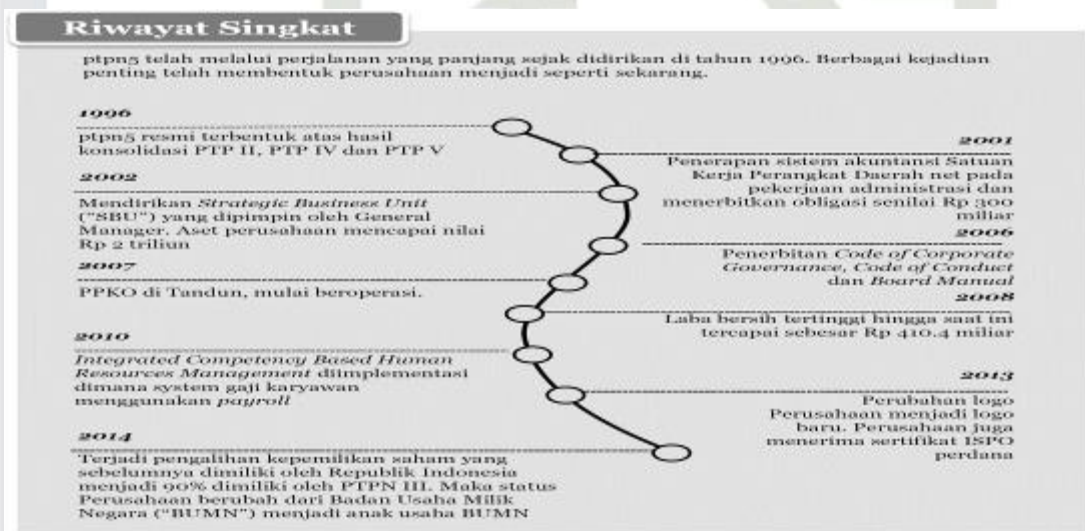 Riwayat Singkat
ptpn5 telah melalui perjalanan yang panjang sejak didirikan di tahun 1996. Berbagai kejadian
penting telah membentuk perusahaan menjadi seperti sekarang.
1996
ptpn5 resmi terbentuk atas hasil
konsolidasi PTP II, PTP IV dan PTP V
2001
Penerapan sistem akuntansi Satuan
Kerja Perangkat Daerah net pada
pekerjaan administrasi dan
menerbitkan obligasi senilai Rp 300
miliar
2002
Mendirikan Strategic Business Unit
("SBU") yang dipimpin oleh General
Manager. Aset perusahaan mencapai nilai
Rp 2 triliun
2006
Penerbitan Code of Corporate
Governance, Code of Conduct
dan Board Manual
2007
PPKO di Tandun, mulai beroperasi.
2008
Laba bersih tertinggi hingga saat ini
tercapai sebesar Rp 410.4 miliar
2010
Integrated Competency Based Human
Resources Management diimplementasi
dimana system gaji karyawan
menggunakan payroll
2013
Perubahan logo
Perusahaan menjadi logo
baru. Perusahaan juga
menerima sertifikat ISPO
perdana
2014
Terjadi pengalihan kepemilikan saham yang
sebelumnya dimiliki oleh Republik Indonesia
menjadi 90% dimiliki oleh PTPN III. Maka status
Perusahaan berubah dari Badan Usaha Milik
Negara ("BUMN") menjadi anak usaha BUMN